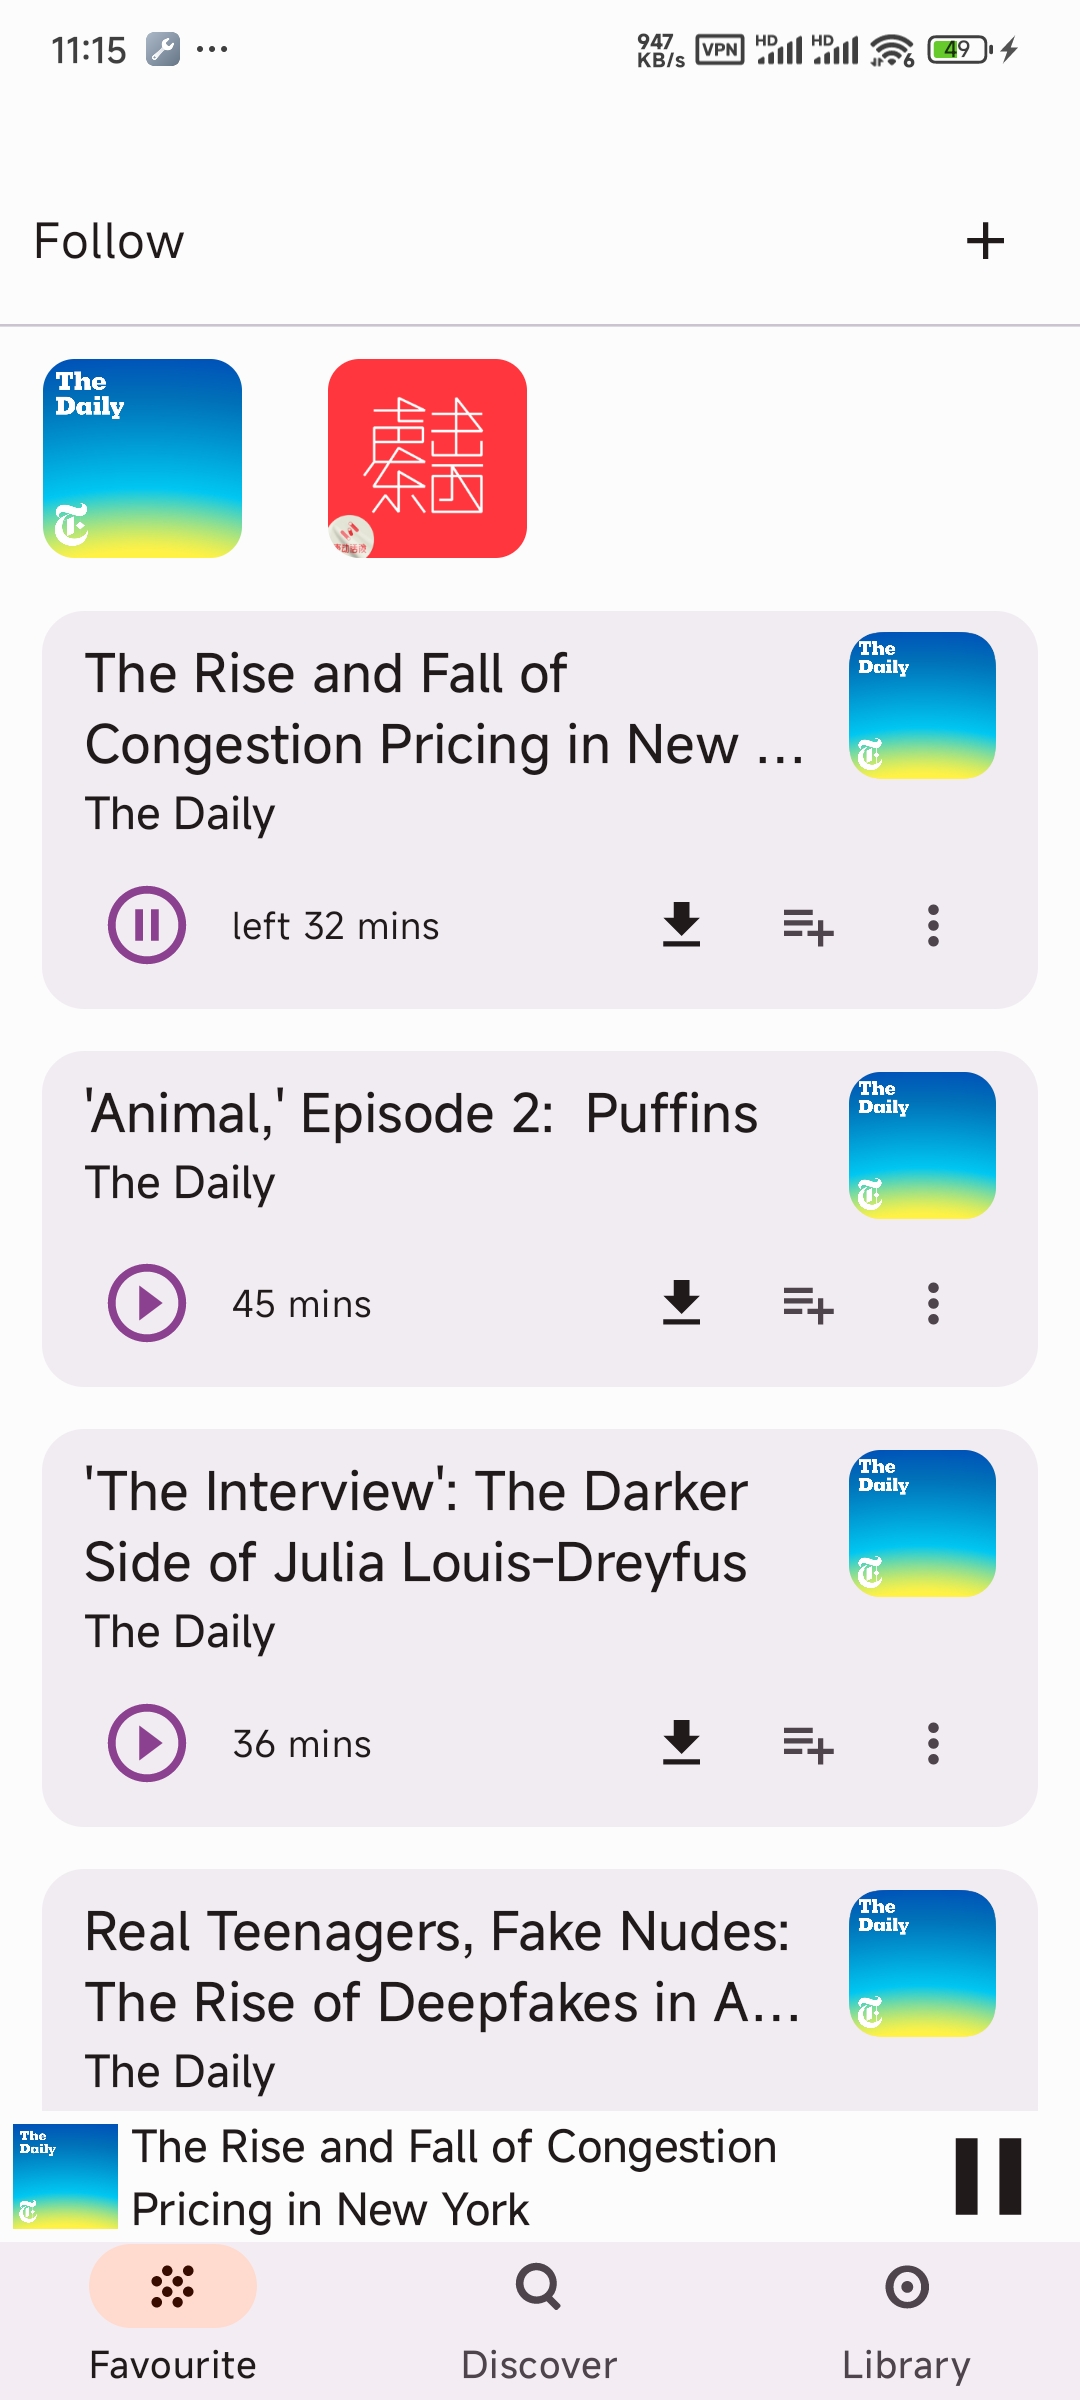 11:15
947
KB/s
VPN
HD
HD
6
49
Follow
The
Daily
The Rise and Fall of
Congestion Pricing in New ...
The Daily
The
Daily
left 32 mins
'Animal,' Episode 2: Puffins
The Daily
The
Daily
45 mins
'The Interview': The Darker
Side of Julia Louis-Dreyfus
The Daily
The
Daily
36 mins
Real Teenagers, Fake Nudes:
The Rise of Deepfakes in A...
The Daily
The
Daily
The
Daily
The Rise and Fall of Congestion
Pricing in New York
Favourite
Discover
Library